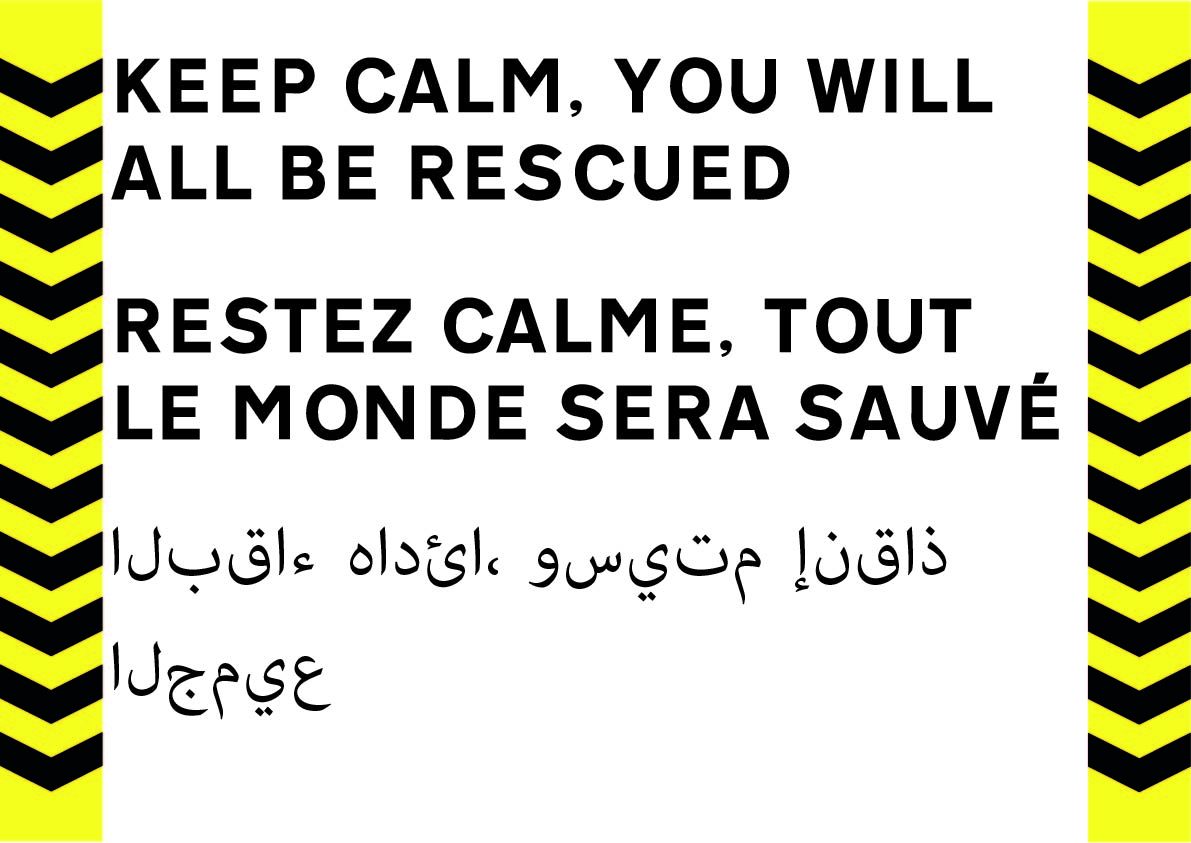 KEEP CALM, YOU WILL
ALL BE RESCUED
RESTEZ CALME, TOUT
LE MONDE SERA SAUVÉ
البقاء هادئا، وسيتم إنقاذ
الجميع